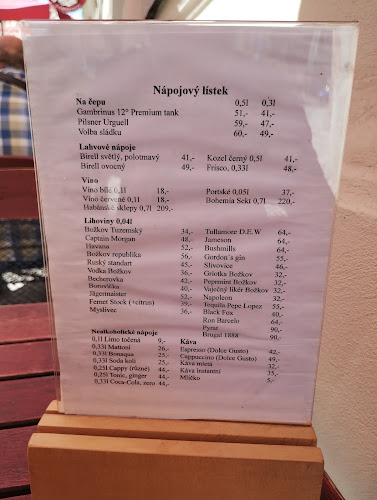 Nápojový lístek
Na čepu 0,5l 0,3l
Gambrinus 12° Premium tank 51,- 41,-
Pilsner Urguell 59,- 47,-
Volba sládku 60,- 49,-
Lahvové nápoje
Birell světlý, polotmavý 41,- Kozel černý 0,5l 41,-
Birell ovocný 49,- Frisco, 0,33l 48,-
Víno
Víno bílé 0,1l 18,- Portské 0,05l 37,-
Víno červené 0,1l 18,- Bohemia Sekt 0,7l 220,-
Habánské sklepy 0,7l 209,-
Lihoviny 0,04l
Božkov Tuzemský 34,- Tullamore D.E.W 64,-
Captain Morgan 48,- Jameson 64,-
Havana 52,- Bushmills 64,-
Božkov republika 56,- Gordon's gin 55,-
Ruský standart 45,- Slivovice 46,-
Vodka Božkov 36,- Griotka Božkov 32,-
Becherovka 42,- Peprmint Božkov 32,-
Borovička 40,- Vaječný likér Božkov 32,-
Jägermeister 52,- Napoleon 32,-
Fernet Stock (+citrus) 39,- Tequila Pepe Lopez 55,-
Myslivec 36,- Black Fox 40,-
Ron Barcelo 64,-
Pyrat 90,-
Brugal 1888 90,-
Nealkoholické nápoje Káva
0,1l Limo točená 9,- Espresso (Dolce Gusto) 42,-
0,33l Mattoni 26,- Cappuccino (Dolce Gusto) 49,-
0,33l Bonaqua 25,- Káva mletá 32,-
0,33l Soda koli 25,- Káva instantní 35,-
0,25l Cappy (různé) 44,- Mlíčko 5,-
0,25l Tonic, ginger 44,-
0,33l Coca-Cola, zero 44,-